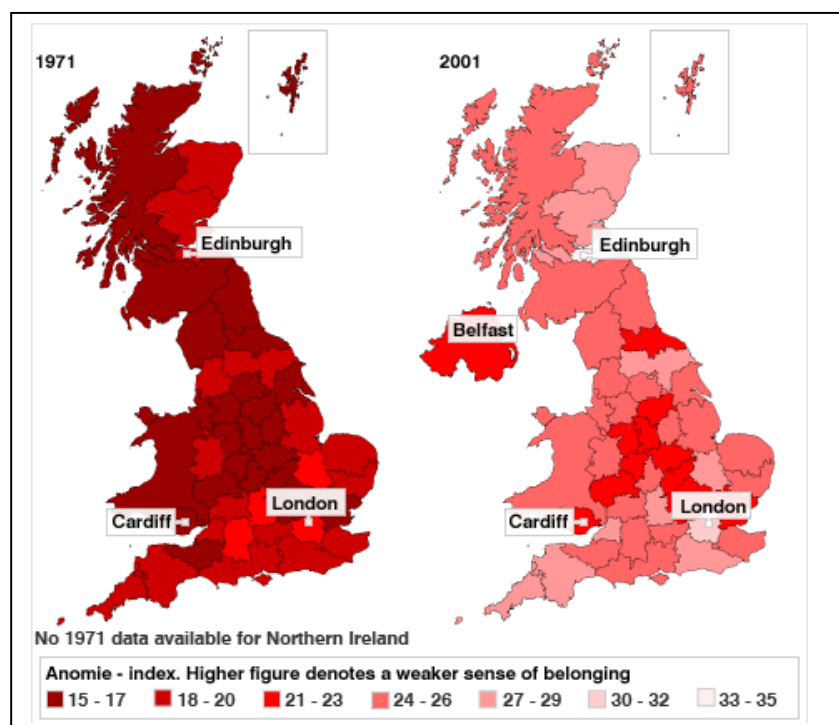 1971
2001
Edinburgh
Edinburgh
Belfast
London
London
Cardiff
Cardiff
No 1971 data available for Northern Ireland
Anomie - index. Higher figure denotes a weaker sense of belonging
15 - 17 18 - 20 21 - 23 24 - 26 27 - 29 30 - 32 33 - 35